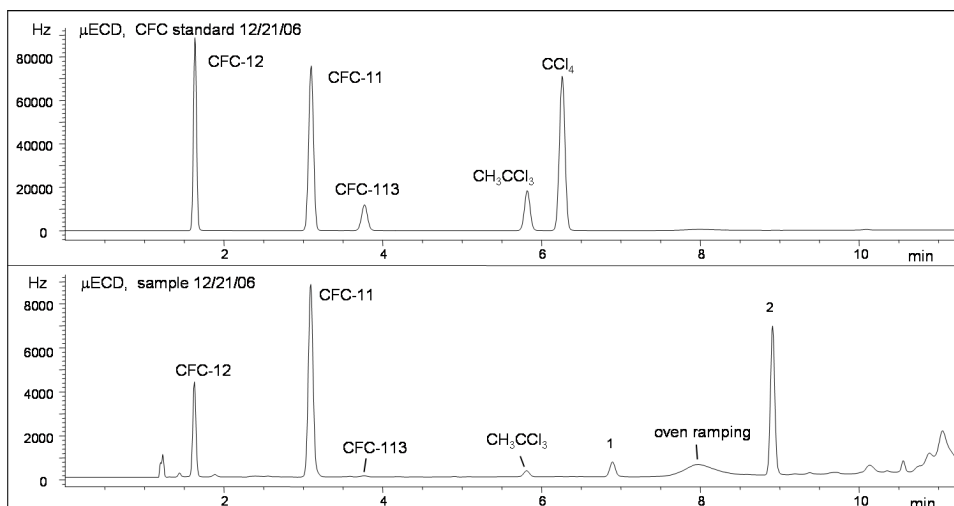 Hz μECD, CFC standard 12/21/06
CFC-12
CFC-11
CCl₄
80000
60000
40000
CH₃CCl₃
CFC-113
20000
0
2 4 6 8 10 min
Hz μECD, sample 12/21/06
CFC-11
8000
2
6000
CFC-12
4000
CFC-113
CH₃CCl₃
1
oven ramping
2000
0
2 4 6 8 10 min